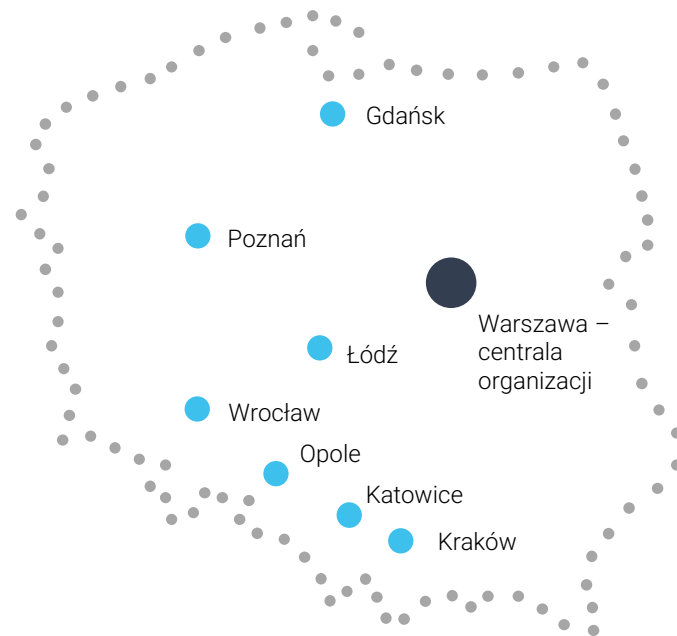 Gdańsk
Poznań
Warszawa –
centrala
organizacji
Łódź
Wrocław
Opole
Katowice
Kraków